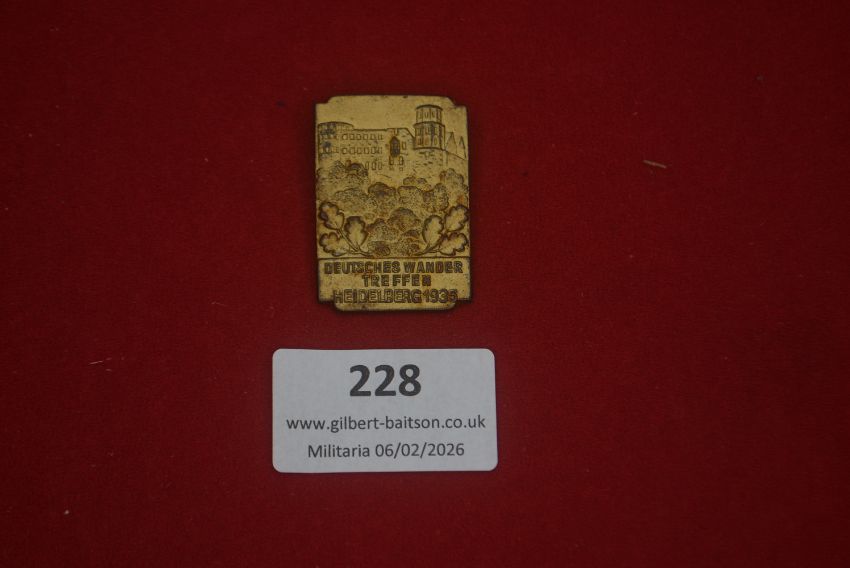 DEUTSCHES WANDER
TREFFEN
HEIDELBERG 1935
228
www.gilbert-baitson.co.uk
Militaria 06/02/2026